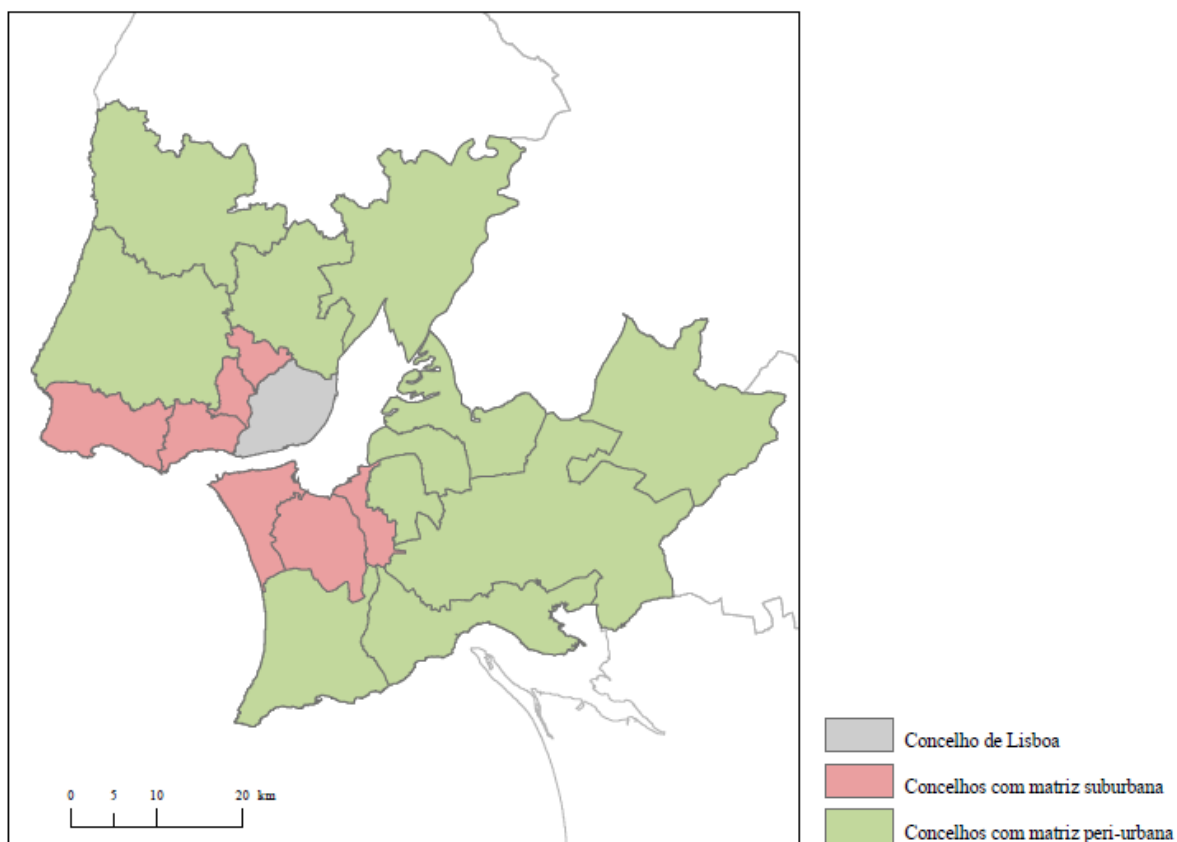 0 5 10 20 km
Concelho de Lisboa
Concelhos com matriz suburbana
Concelhos com matriz peri-urbana